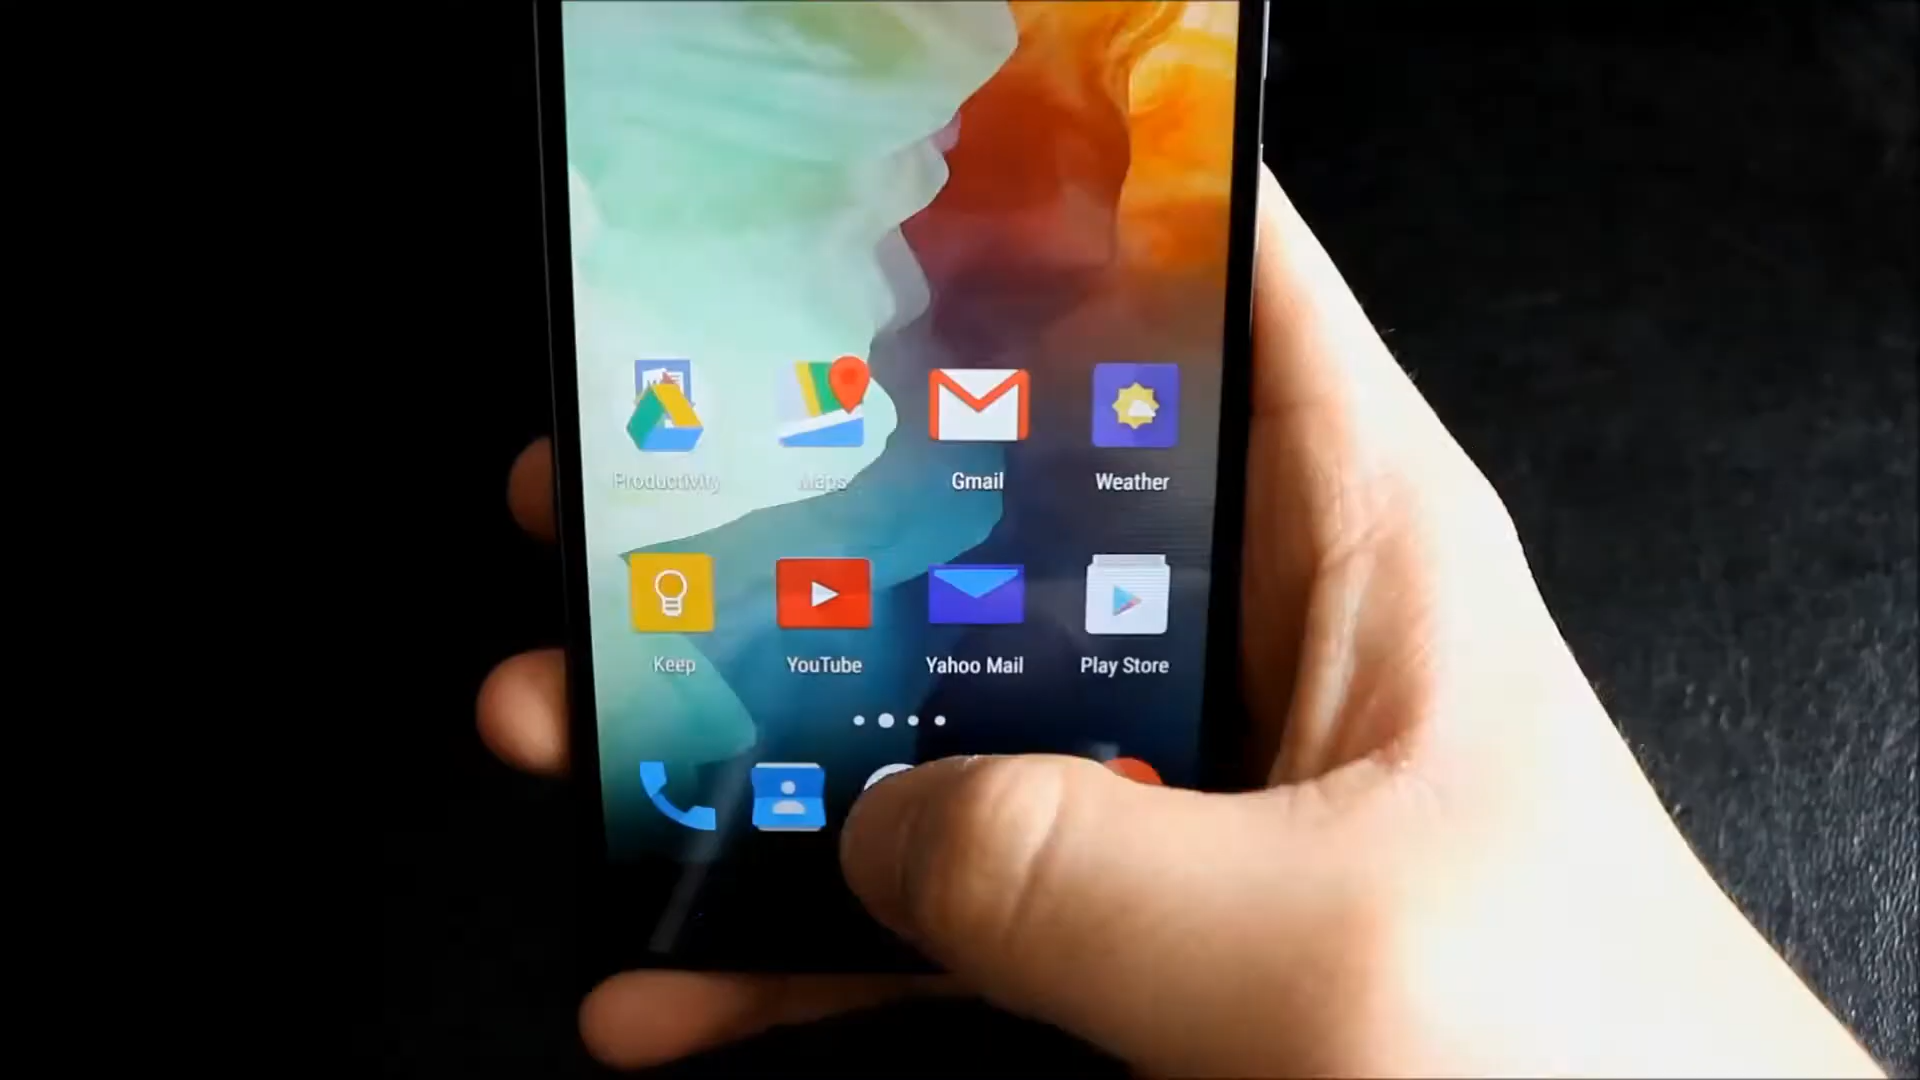 Productivity
Maps
Gmail
Weather
Keep
YouTube
Yahoo Mail
Play Store